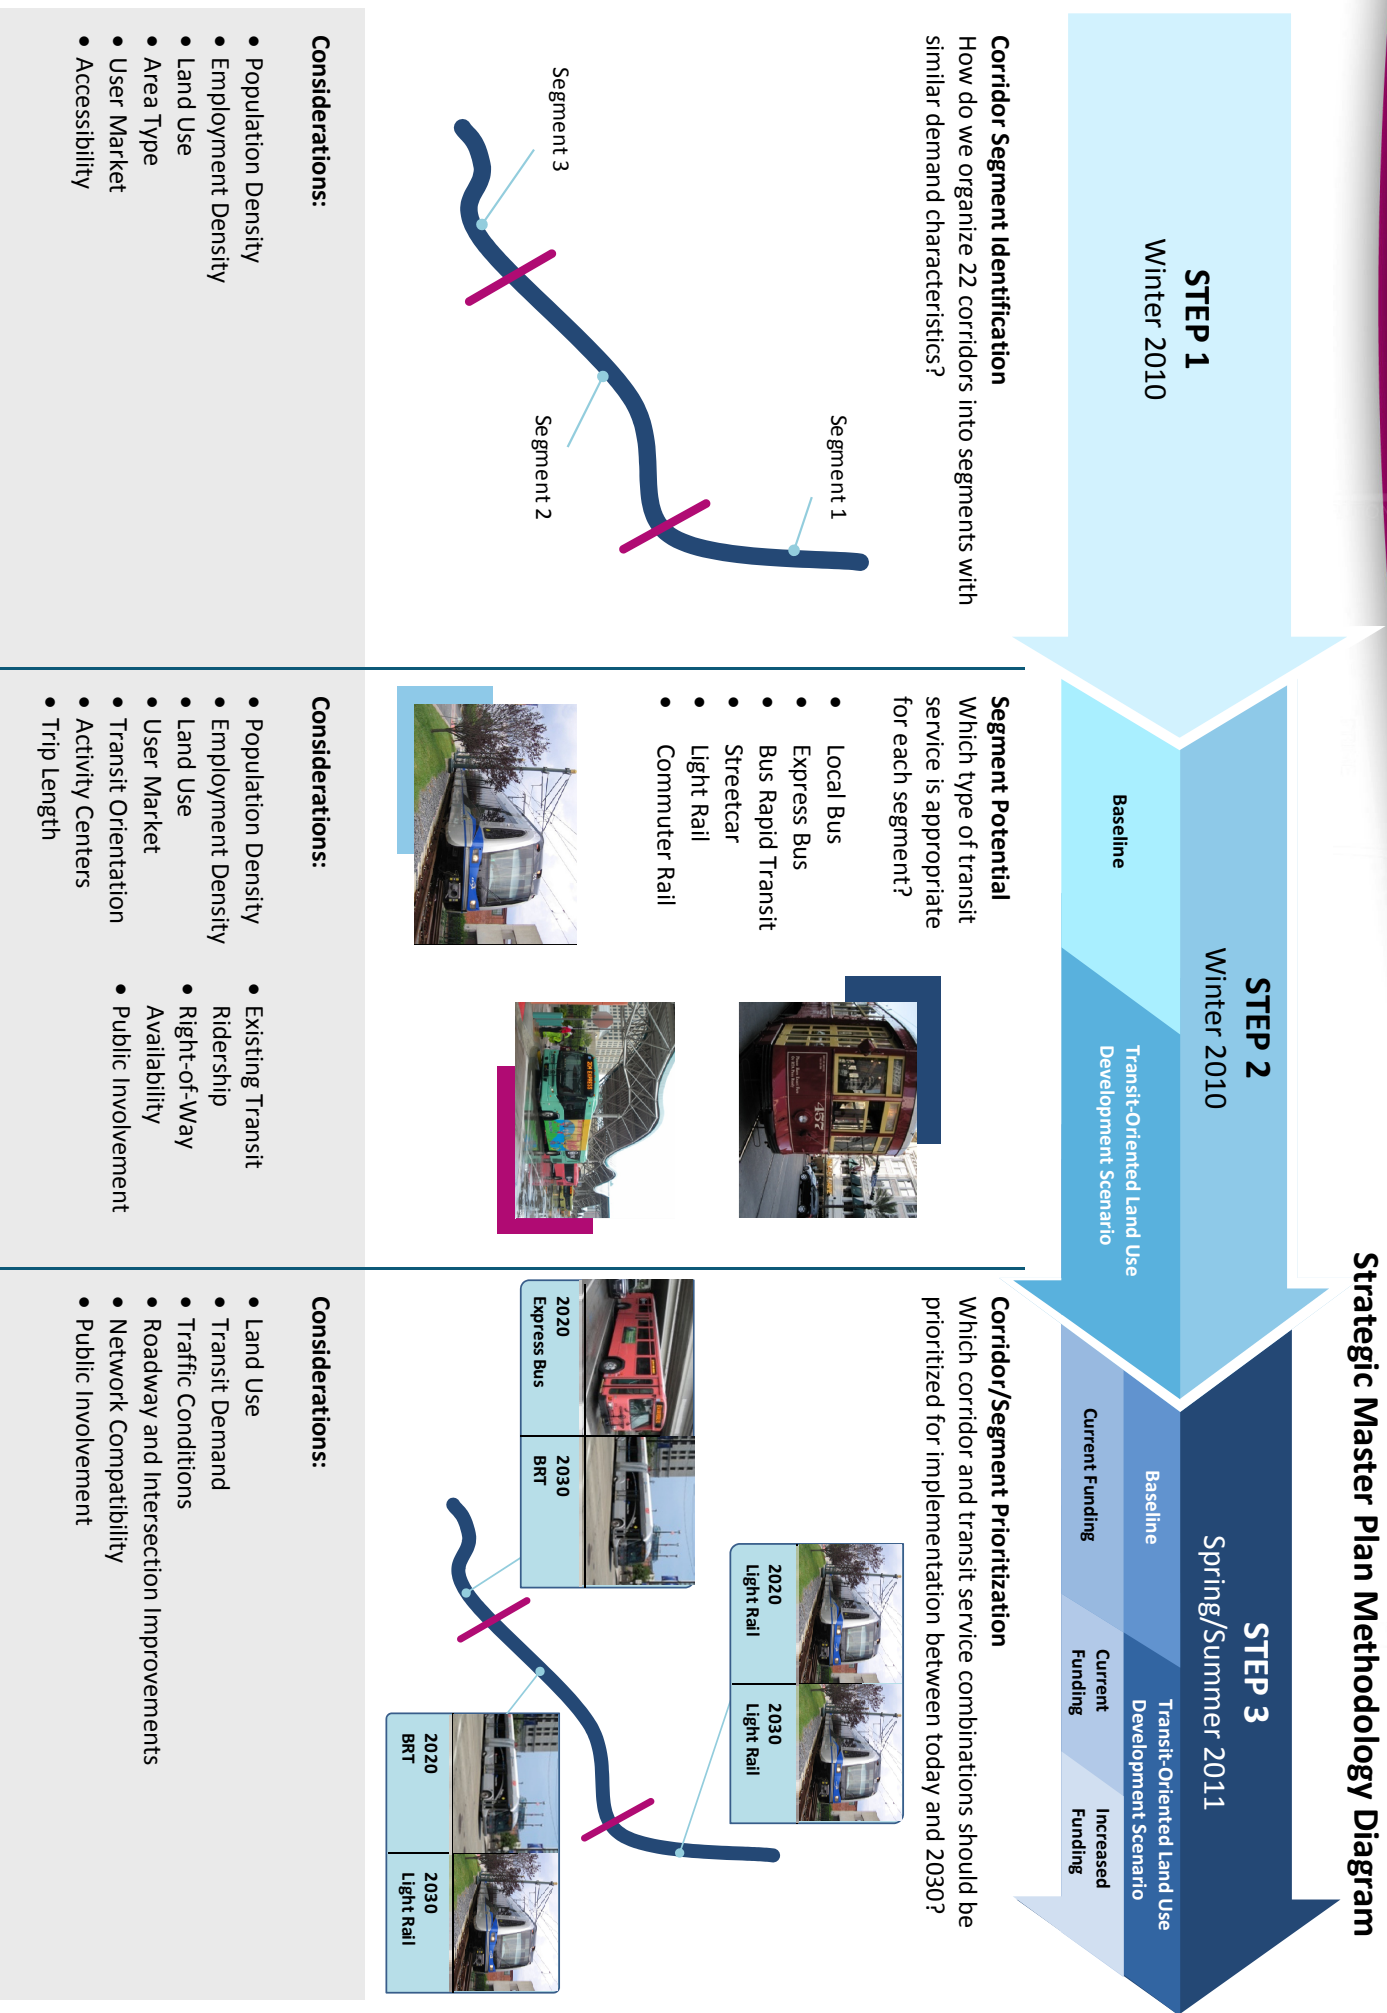 Strategic Master Plan Methodology Diagram
STEP 1
Winter 2010
STEP 2
Winter 2010
Baseline
Transit-Oriented Land Use
Development Scenario
STEP 3
Spring/Summer 2011
Baseline
Transit-Oriented Land Use
Development Scenario
Current Funding
Current
Funding
Increased
Funding
Corridor Segment Identification
How do we organize 22 corridors into segments with
similar demand characteristics?
Segment 1
Segment 2
Segment 3
Considerations:
• Population Density
• Employment Density
• Land Use
• Area Type
• User Market
• Accessibility
Segment Potential
Which type of transit
service is appropriate
for each segment?
• Local Bus
• Express Bus
• Bus Rapid Transit
• Streetcar
• Light Rail
• Commuter Rail
457
Considerations:
• Population Density
• Employment Density
• Land Use
• User Market
• Transit Orientation
• Activity Centers
• Trip Length
• Existing Transit
Ridership
• Right-of-Way
Availability
• Public Involvement
Corridor/Segment Prioritization
Which corridor and transit service combinations should be
prioritized for implementation between today and 2030?
2020
Light Rail
2030
Light Rail
2020
Express Bus
2030
BRT
2020
BRT
2030
Light Rail
Considerations:
• Land Use
• Transit Demand
• Traffic Conditions
• Roadway and Intersection Improvements
• Network Compatibility
• Public Involvement